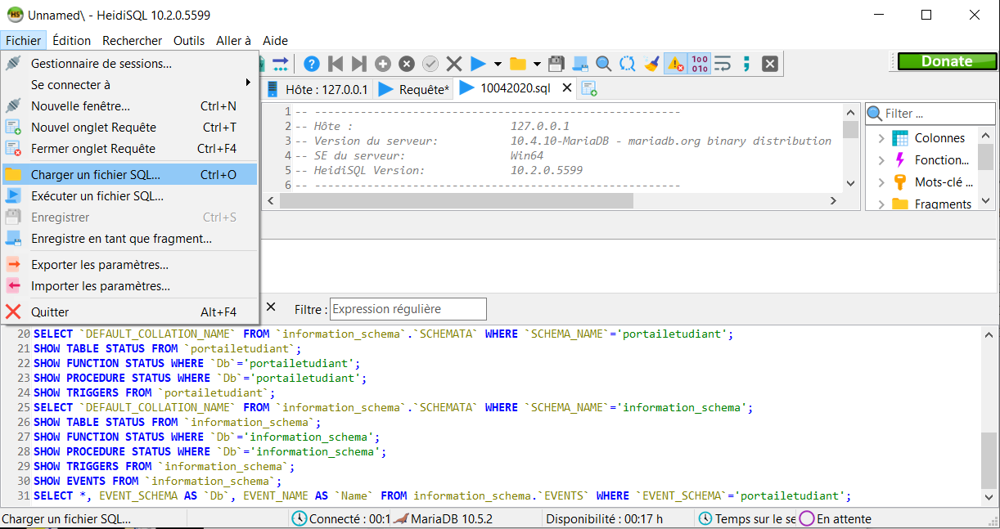 Unnamed\ - HeidiSQL 10.2.0.5599
Fichier Édition Rechercher Outils Aller à Aide
Gestionnaire de sessions...
Se connecter à
Nouvelle fenêtre... Ctrl+N
Nouvel onglet Requête Ctrl+T
Fermer onglet Requête Ctrl+F4
Charger un fichier SQL... Ctrl+O
Exécuter un fichier SQL...
Enregistrer Ctrl+S
Enregistre en tant que fragment...
Exporter les paramètres...
Importer les paramètres...
Quitter Alt+F4
100
010
Donate
Hôte : 127.0.0.1 Requête* 10042020.sql
1 -- --------------------------------------------------------
2 -- Hôte : 127.0.0.1
3 -- Version du serveur: 10.4.10-MariaDB - mariadb.org binary distribution
4 -- SE du serveur: Win64
5 -- HeidiSQL Version: 10.2.0.5599
6 -- --------------------------------------------------------
Filter ...
Colonnes
Fonction...
Mots-clé ...
Fragments
Filtre : Expression régulière
20 SELECT `DEFAULT_COLLATION_NAME` FROM `information_schema`.`SCHEMATA` WHERE `SCHEMA_NAME`='portailetudiant';
21 SHOW TABLE STATUS FROM `portailetudiant`;
22 SHOW FUNCTION STATUS WHERE `Db`='portailetudiant';
23 SHOW PROCEDURE STATUS WHERE `Db`='portailetudiant';
24 SHOW TRIGGERS FROM `portailetudiant`;
25 SELECT `DEFAULT_COLLATION_NAME` FROM `information_schema`.`SCHEMATA` WHERE `SCHEMA_NAME`='information_schema';
26 SHOW TABLE STATUS FROM `information_schema`;
27 SHOW FUNCTION STATUS WHERE `Db`='information_schema';
28 SHOW PROCEDURE STATUS WHERE `Db`='information_schema';
29 SHOW TRIGGERS FROM `information_schema`;
30 SHOW EVENTS FROM `information_schema`;
31 SELECT *, EVENT_SCHEMA AS `Db`, EVENT_NAME AS `Name` FROM information_schema.`EVENTS` WHERE `EVENT_SCHEMA`='portailetudiant';
Charger un fichier SQL... Connecté : 00:1 MariaDB 10.5.2 Disponibilité : 00:17 h Temps sur le se En attente